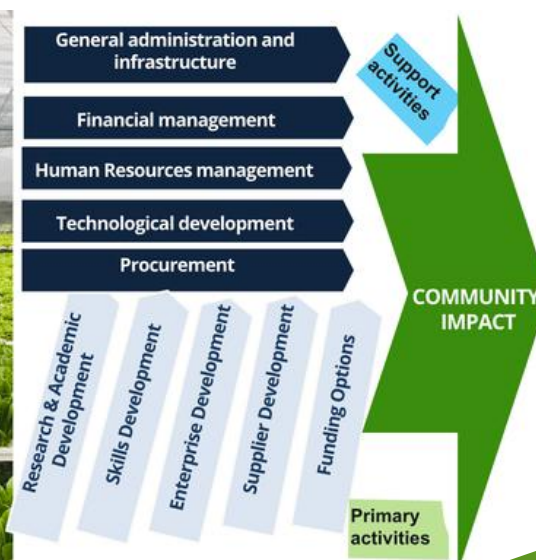 General administration and
infrastructure
Financial management
Human Resources management
Technological development
Procurement
Support
activities
COMMUNITY
IMPACT
Research & Academic
Development
Skills Development
Enterprise Development
Supplier Development
Funding Options
Primary
activities